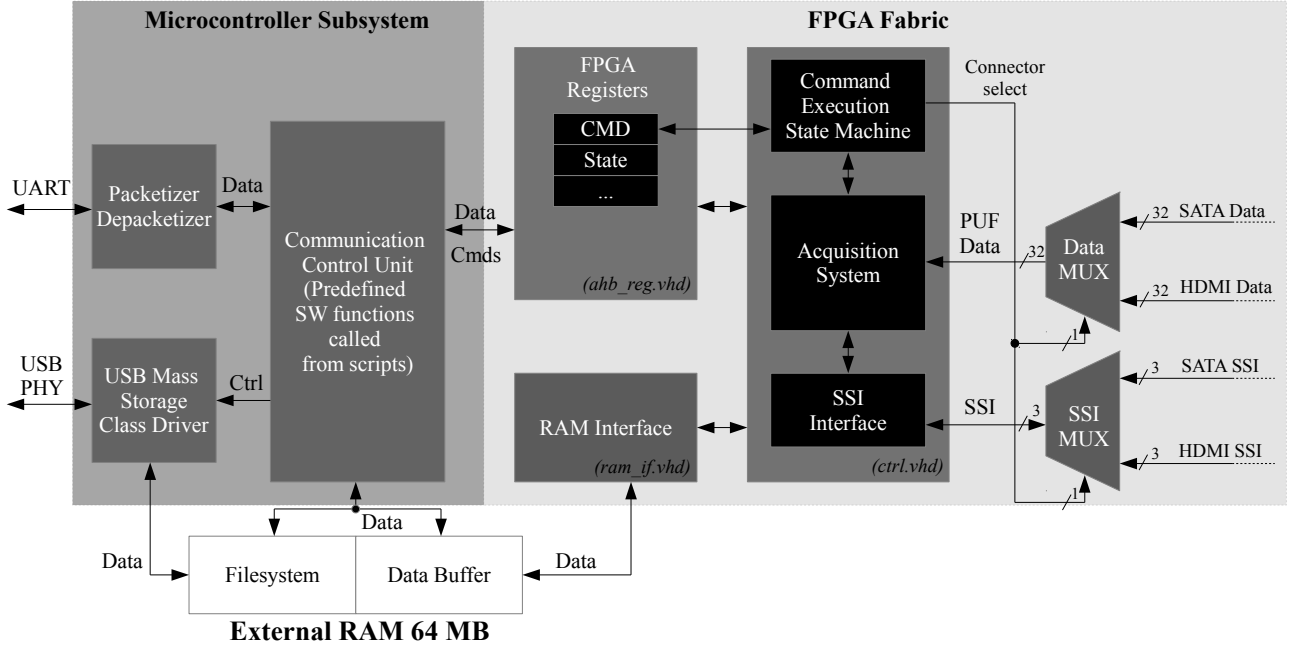 Microcontroller Subsystem
FPGA Fabric
UART
Packetizer
Depacketizer
Data
Communication
Control Unit
(Predefined
SW functions
called
from scripts)
USB
PHY
USB Mass
Storage
Class Driver
Ctrl
Data
Cmds
FPGA
Registers
CMD
State
...
(ahb_reg.vhd)
RAM Interface
(ram_if.vhd)
Command
Execution
State Machine
Acquisition
System
SSI
Interface
(ctrl.vhd)
Connector
select
PUF
Data
32
Data
MUX
32
SATA Data
32
HDMI Data
1
SSI
3
SSI
MUX
3
SATA SSI
3
HDMI SSI
1
Data
Data
Data
Filesystem
Data Buffer
External RAM 64 MB